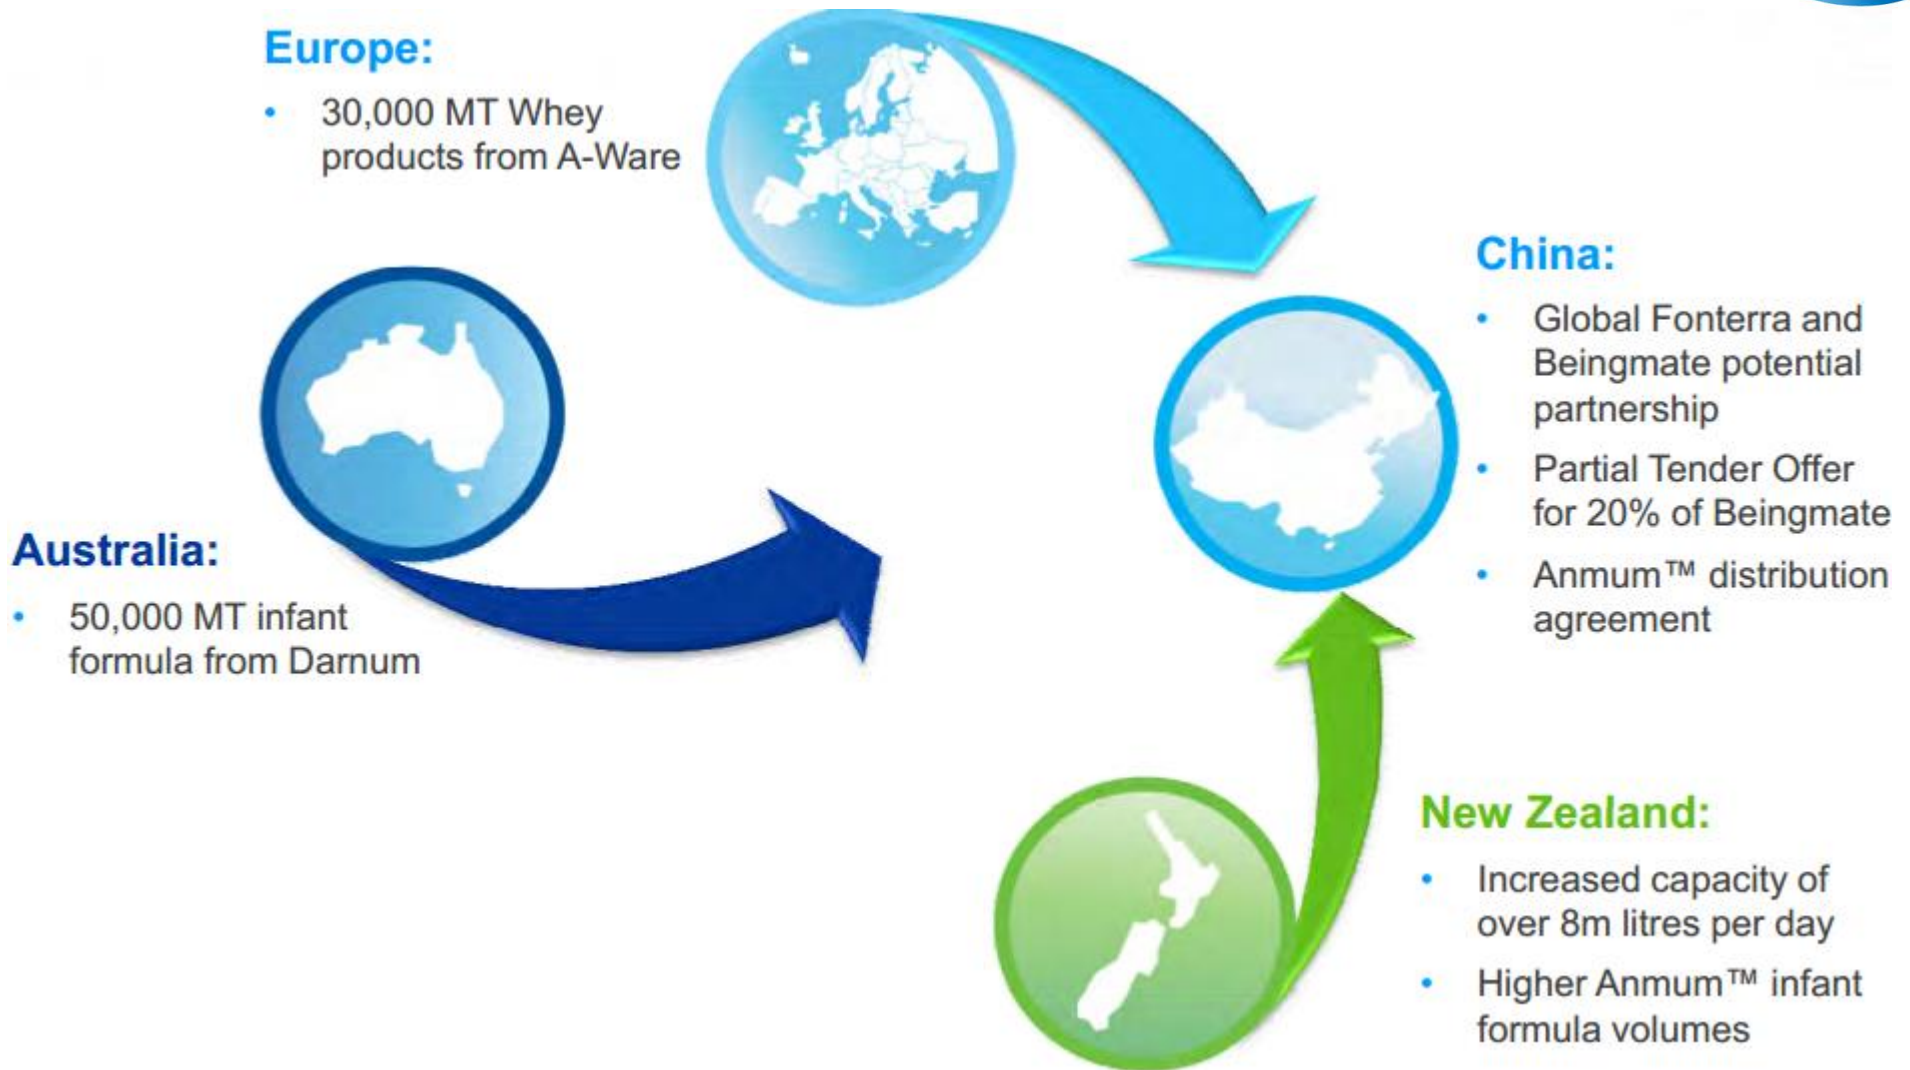 Europe:
• 30,000 MT Whey
products from A-Ware
Australia:
• 50,000 MT infant
formula from Darnum
China:
• Global Fonterra and
Beingmate potential
partnership
• Partial Tender Offer
for 20% of Beingmate
• Anmum™ distribution
agreement
New Zealand:
• Increased capacity of
over 8m litres per day
• Higher Anmum™ infant
formula volumes